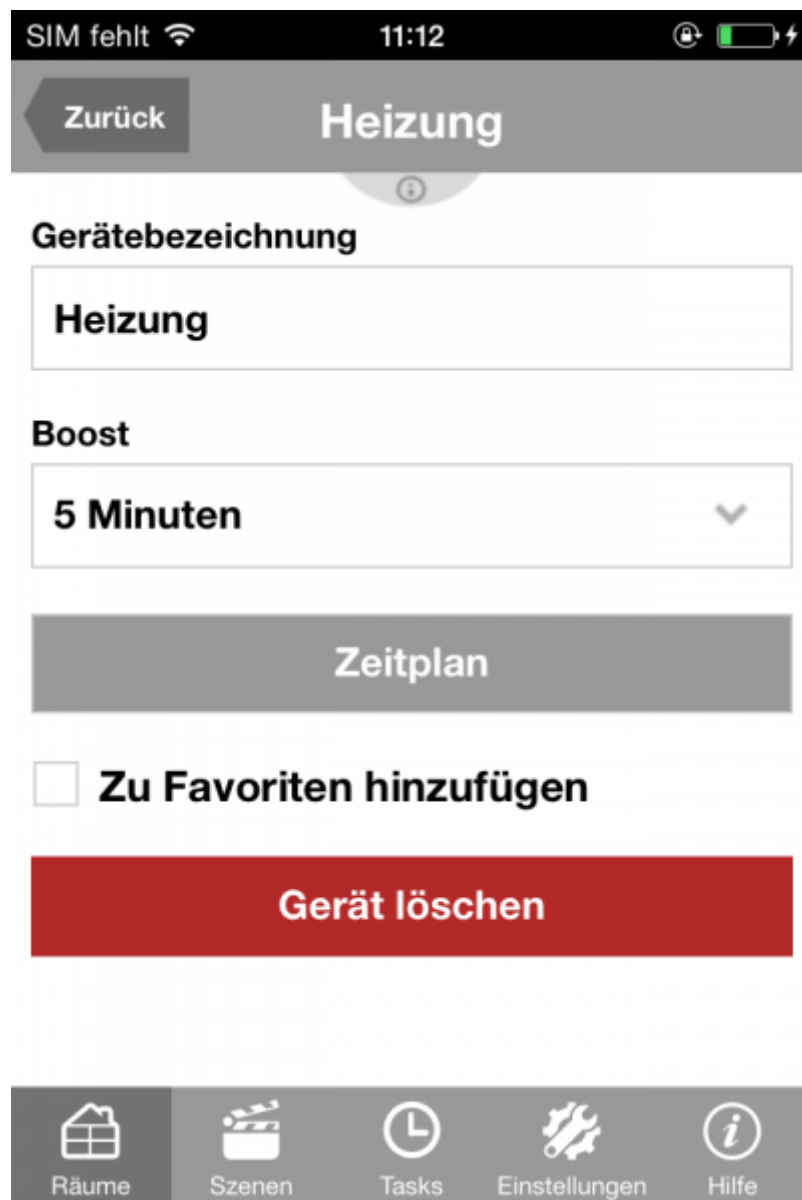 SIM fehlt 11:12
Zurück Heizung
Gerätebezeichnung
Heizung
Boost
5 Minuten
Zeitplan
Zu Favoriten hinzufügen
Gerät löschen
Räume Szenen Tasks Einstellungen Hilfe